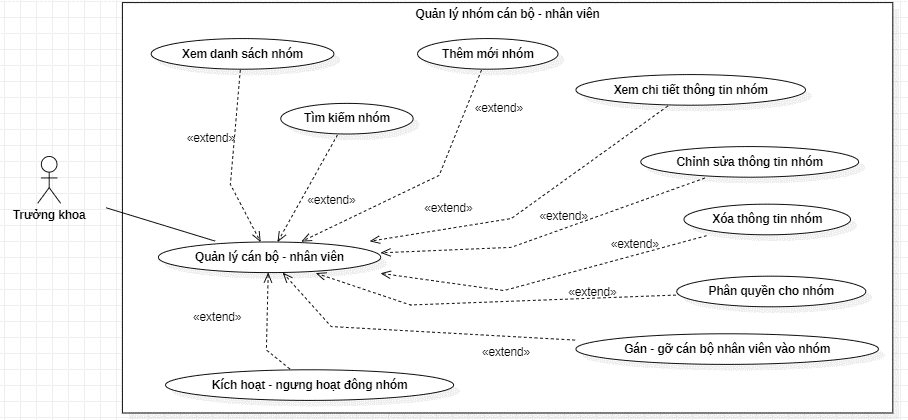 Quản lý nhóm cán bộ - nhân viên
Xem danh sách nhóm
Thêm mới nhóm
Xem chi tiết thông tin nhóm
«extend»
«extend»
Tìm kiếm nhóm
Chỉnh sửa thông tin nhóm
«extend»
«extend»
«extend»
Trưởng khoa
Xóa thông tin nhóm
«extend»
Quản lý cán bộ - nhân viên
Phân quyền cho nhóm
«extend»
«extend»
Gán - gỡ cán bộ nhân viên vào nhóm
«extend»
Kích hoạt - ngưng hoạt đông nhóm